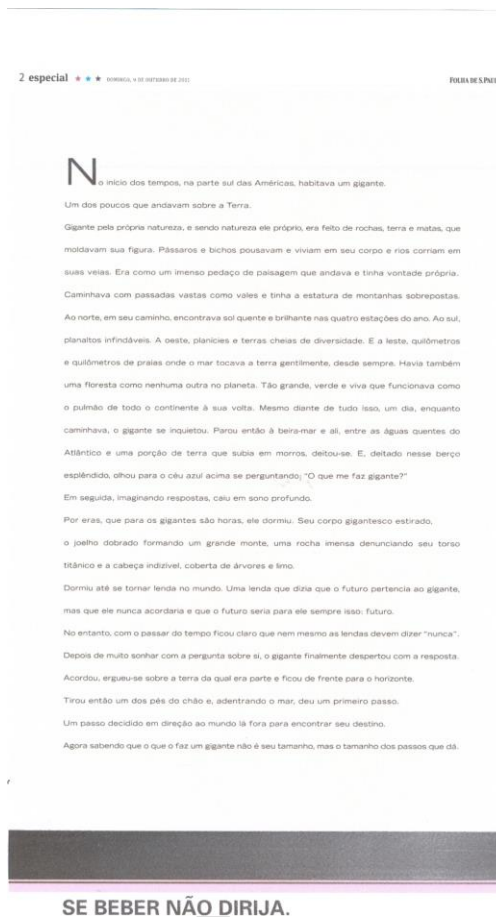 2 especial ★ ★ ★ DOMINGO, 9 DE OUTUBRO DE 2011 FOLHA DE S.PAUL
No início dos tempos, na parte sul das Américas, habitava um gigante.
Um dos poucos que andavam sobre a Terra.
Gigante pela própria natureza, e sendo natureza ele próprio, era feito de rochas, terra e matas, que
moldavam sua figura. Pássaros e bichos pousavam e viviam em seu corpo e rios corriam em
suas veias. Era como um imenso pedaço de paisagem que andava e tinha vontade própria.
Caminhava com passadas vastas como vales e tinha a estatura de montanhas sobrepostas.
Ao norte, em seu caminho, encontrava sol quente e brilhante nas quatro estações do ano. Ao sul,
planaltos infindáveis. A oeste, planícies e terras cheias de diversidade. E a leste, quilômetros
e quilômetros de praias onde o mar tocava a terra gentilmente, desde sempre. Havia também
uma floresta como nenhuma outra no planeta. Tão grande, verde e viva que funcionava como
o pulmão de todo o continente à sua volta. Mesmo diante de tudo isso, um dia, enquanto
caminhava, o gigante se inquietou. Parou então à beira-mar e ali, entre as águas quentes do
Atlântico e uma porção de terra que subia em morros, deitou-se. E, deitado nesse berço
esplêndido, olhou para o céu azul acima se perguntando: "O que me faz gigante?"
Em seguida, imaginando respostas, caiu em sono profundo.
Por eras, que para os gigantes são horas, ele dormiu. Seu corpo gigantesco estirado,
o joelho dobrado formando um grande monte, uma rocha imensa denunciando seu torso
titânico e a cabeça indizível, coberta de árvores e limo.
Dormiu até se tornar lenda no mundo. Uma lenda que dizia que o futuro pertencia ao gigante,
mas que ele nunca acordaria e que o futuro seria para ele sempre isso: futuro.
No entanto, com o passar do tempo ficou claro que nem mesmo as lendas devem dizer "nunca".
Depois de muito sonhar com a pergunta sobre si, o gigante finalmente despertou com a resposta.
Acordou, ergueu-se sobre a terra da qual era parte e ficou de frente para o horizonte.
Tirou então um dos pés do chão e, adentrando o mar, deu um primeiro passo.
Um passo decidido em direção ao mundo lá fora para encontrar seu destino.
Agora sabendo que o que o faz um gigante não é seu tamanho, mas o tamanho dos passos que dá.
SE BEBER NÃO DIRIJA.